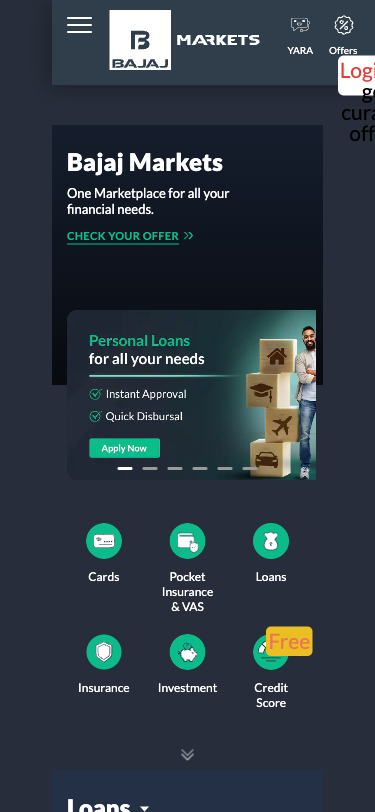 BAJAJ
MARKETS
YARA
Offers
Logi
cura
off
Bajaj Markets
One Marketplace for all your
financial needs.
CHECK YOUR OFFER
Personal Loans
for all your needs
Instant Approval
Quick Disbursal
Apply Now
Cards
Pocket
Insurance
& VAS
Loans
Free
Insurance
Investment
Credit
Score
Loans